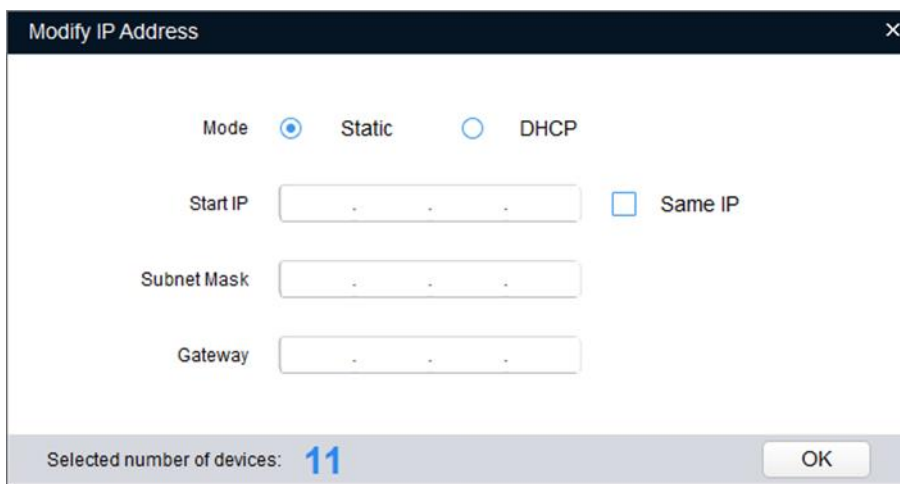 Modify IP Address
Mode Static DHCP
Start IP . . . Same IP
Subnet Mask . . .
Gateway . . .
Selected number of devices: 11 OK